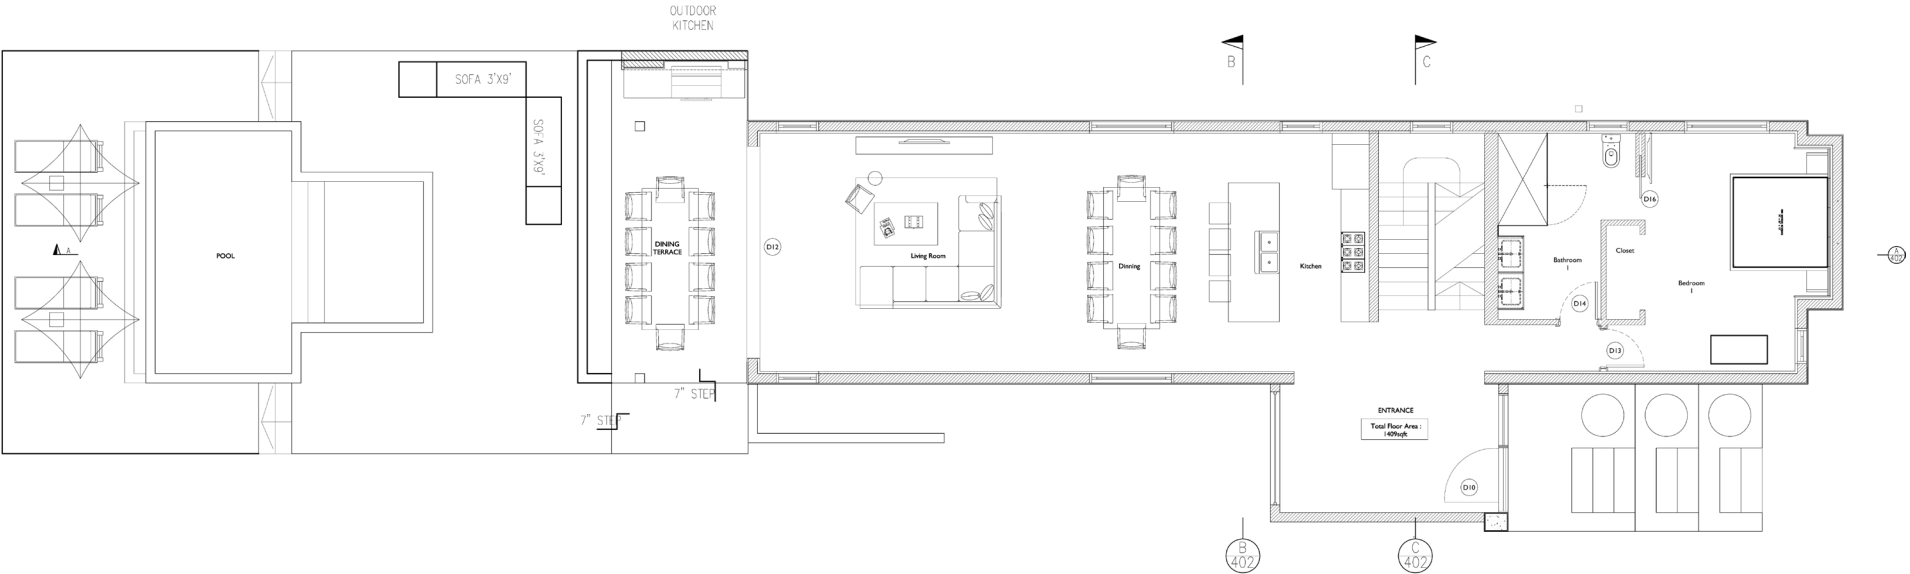 OUTDOOR
KITCHEN
B
C
SOFA 3'X9'
SOFA 3'X9'
A
POOL
DINING
TERRACE
D12
Living Room
Dinning
Kitchen
D16
Closet
Bathroom
1
D14
Bedroom
1
A
402
D13
7" STEP
7" STEP
ENTRANCE
Total Floor Area :
1409sqft
D10
B
402
C
402